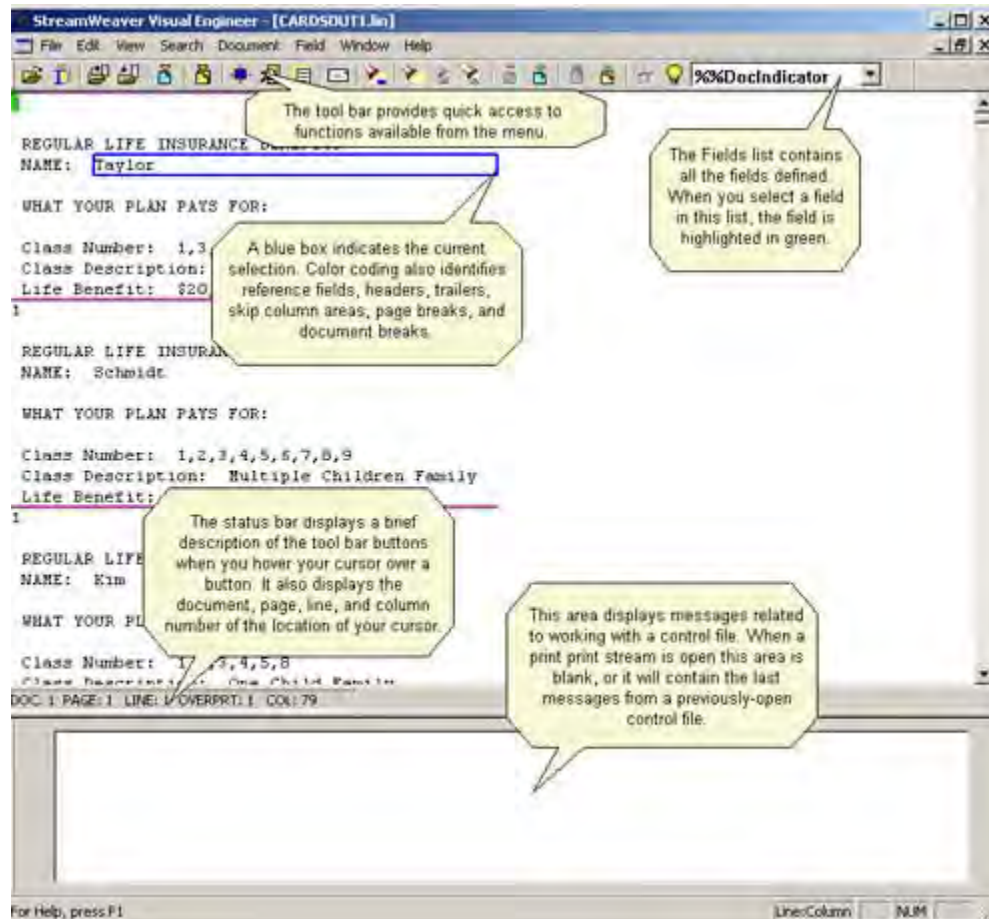 StreamWeaver Visual Engineer - [CARDSOUT1.lin]
File Edit View Search Document Field Window Help
%%DocIndicator
The tool bar provides quick access to
functions available from the menu.
REGULAR LIFE INSURANCE
NAME: Taylor
The Fields list contains
all the fields defined.
When you select a field
in this list, the field is
highlighted in green.
WHAT YOUR PLAN PAYS FOR:
Class Number: 1,3
Class Description:
Life Benefit: $20
A blue box indicates the current
selection. Color coding also identifies
reference fields, headers, trailers,
skip column areas, page breaks, and
document breaks.
1
REGULAR LIFE INSURAN
NAME: Schmidt
WHAT YOUR PLAN PAYS FOR:
Class Number: 1,2,3,4,5,6,7,8,9
Class Description: Multiple Children Family
Life Benefit:
1
The status bar displays a brief
description of the tool bar buttons
when you hover your cursor over a
button. It also displays the
document, page, line, and column
number of the location of your cursor.
REGULAR LIFE
NAME: Kim
WHAT YOUR PL
Class Number: 1, ,3,4,5,8
Class Description: One Child Family
This area displays messages related
to working with a control file. When a
print print stream is open this area is
blank, or it will contain the last
messages from a previously-open
control file.
DOC: 1 PAGE: 1 LINE: 1 OVERPRT: 1 COL: 79
For Help, press F1
Line:Column NUM